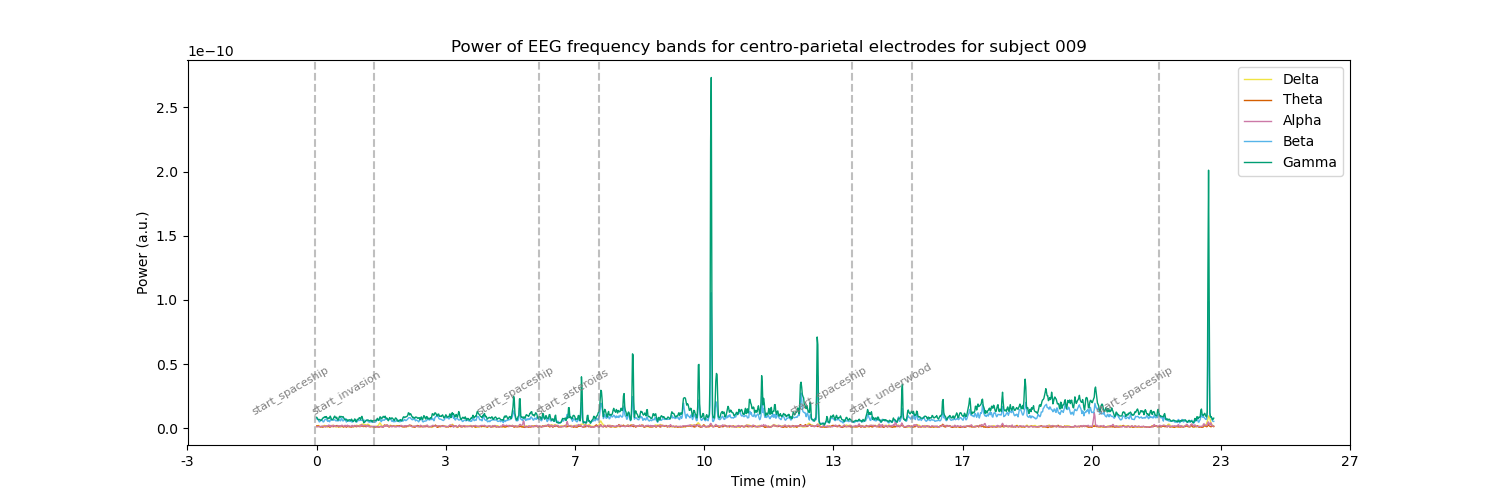 Power of EEG frequency bands for centro-parietal electrodes for subject 009
1e−10
Delta
Theta
Alpha
Beta
Gamma
Power (a.u.)
2.5
2.0
1.5
1.0
0.5
0.0
start_spaceship
start_invasion
start_spaceship
start_asteroids
start_spaceship
start_underwood
start_spaceship
-3
0
3
7
10
13
17
20
23
27
Time (min)